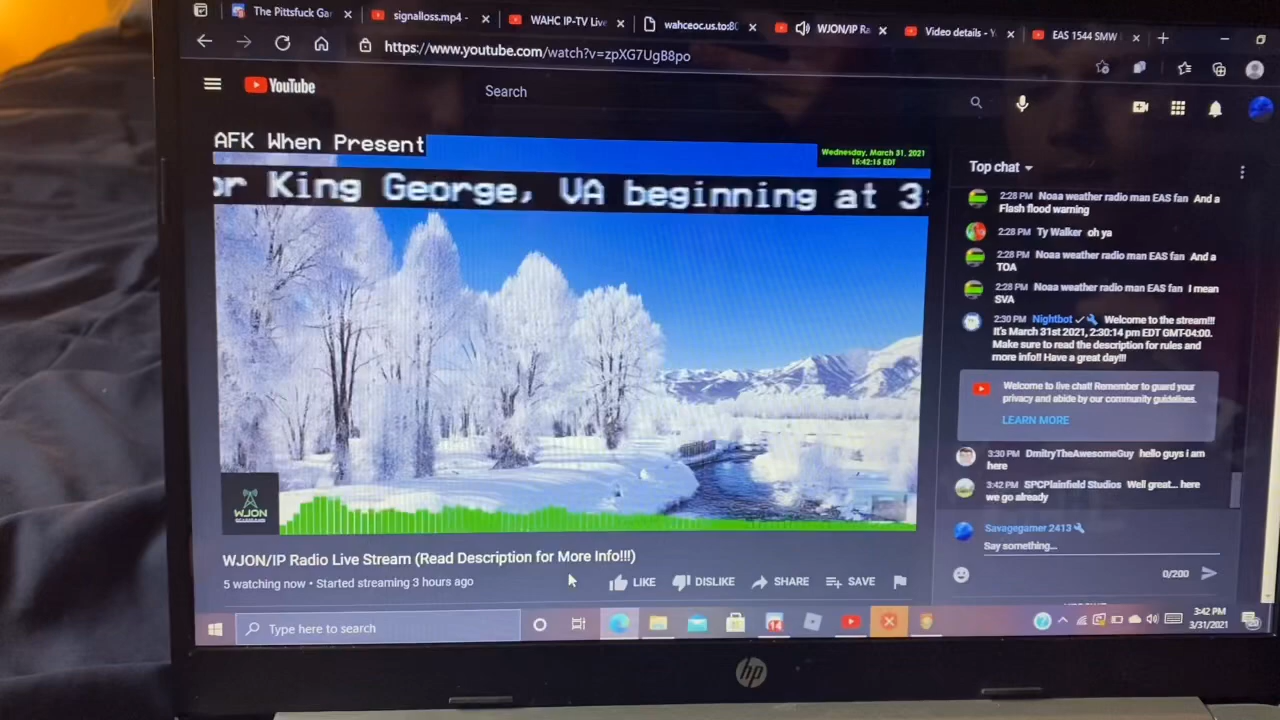 The Pittsfuck Gar
signalloss.mp4 -
WAHC IP-TV Live
wahceoc.us.to:80
WJON/IP Ra
Video details - Y
EAS 1544 SMW
https://www.youtube.com/watch?v=zpXG7UgB8po
YouTube
Search
AFK When Present
Wednesday, March 31, 2021
15:42:15 EDT
or King George, VA beginning at 3:
WJON
WJON/IP Radio Live Stream (Read Description for More Info!!!)
5 watching now • Started streaming 3 hours ago
LIKE
DISLIKE
SHARE
SAVE
Top chat
2:28 PM Noaa weather radio man EAS fan And a
Flash flood warning
2:28 PM Ty Walker oh ya
2:28 PM Noaa weather radio man EAS fan And a
TOA
2:28 PM Noaa weather radio man EAS fan I mean
SVA
2:30 PM Nightbot Welcome to the stream!!!
It's March 31st 2021, 2:30:14 pm EDT GMT-04:00.
Make sure to read the description for rules and
more info!! Have a great day!!!
Welcome to live chat! Remember to guard your
privacy and abide by our community guidelines.
LEARN MORE
3:30 PM DmitryTheAwesomeGuy hello guys i am
here
3:42 PM SPCPlainfield Studios Well great... here
we go already
Savagegamer 2413
Say something...
0/200
Type here to search
14
3:42 PM
3/31/2021
hp